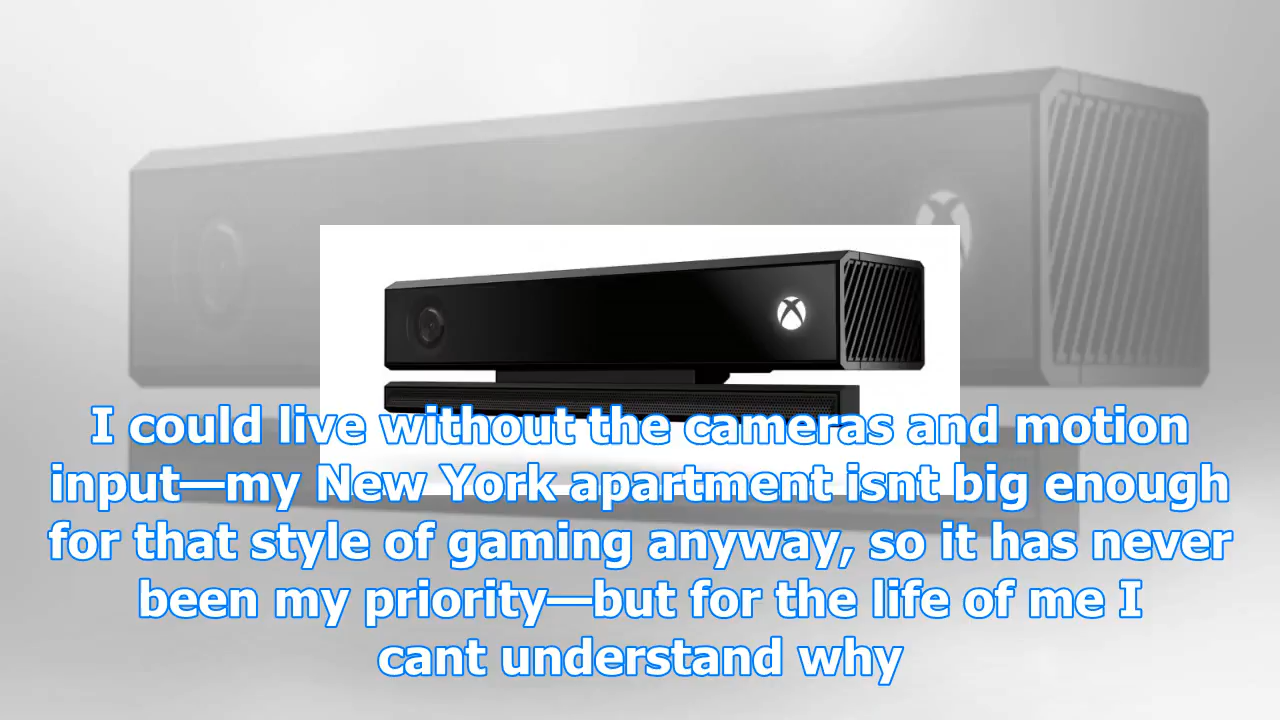 I could live without the cameras and motion
input—my New York apartment isnt big enough
for that style of gaming anyway, so it has never
been my priority—but for the life of me I
cant understand why